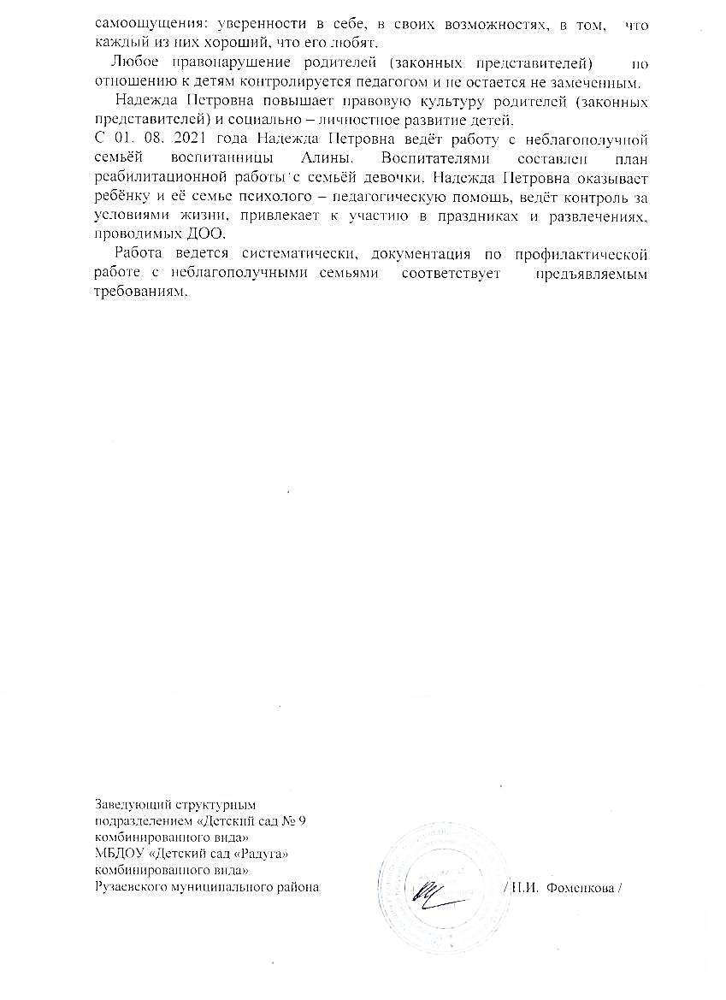 самоощущения: уверенности в себе, в своих возможностях, в том, что
каждый из них хороший, что его любят.
Любое правонарушение родителей (законных представителей) по
отношению к детям контролируется педагогом и не остается не замеченным.
Надежда Петровна повышает правовую культуру родителей (законных
представителей) и социально – личностное развитие детей.
С 01. 08. 2021 года Надежда Петровна ведёт работу с неблагополучной
семьёй воспитанницы Алины. Воспитателями составлен план
реабилитационной работы с семьёй девочки. Надежда Петровна оказывает
ребёнку и её семье психолого – педагогическую помощь, ведёт контроль за
условиями жизни, привлекает к участию в праздниках и развлечениях,
проводимых ДОО.
Работа ведется систематически, документация по профилактической
работе с неблагополучными семьями соответствует предъявляемым
требованиям.
Заведующий структурным
подразделением «Детский сад № 9
комбинированного вида»
МБДОУ «Детский сад «Радуга»
комбинированного вида»
Рузаевского муниципального района / Н.И. Фоменкова /